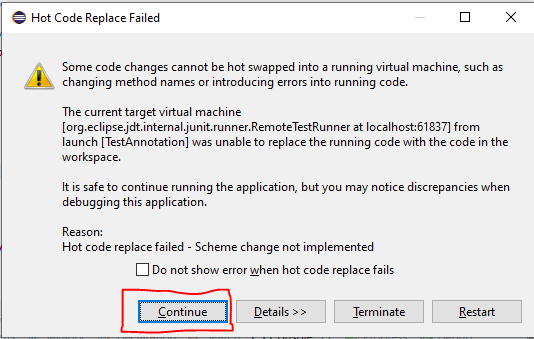 Hot Code Replace Failed
Some code changes cannot be hot swapped into a running virtual machine, such as
changing method names or introducing errors into running code.
The current target virtual machine
[org.eclipse.jdt.internal.junit.runner.RemoteTestRunner at localhost:61837] from
launch [TestAnnotation] was unable to replace the running code with the code in the
workspace.
It is safe to continue running the application, but you may notice discrepancies when
debugging this application.
Reason:
Hot code replace failed - Scheme change not implemented
Do not show error when hot code replace fails
Continue Details >> Terminate Restart